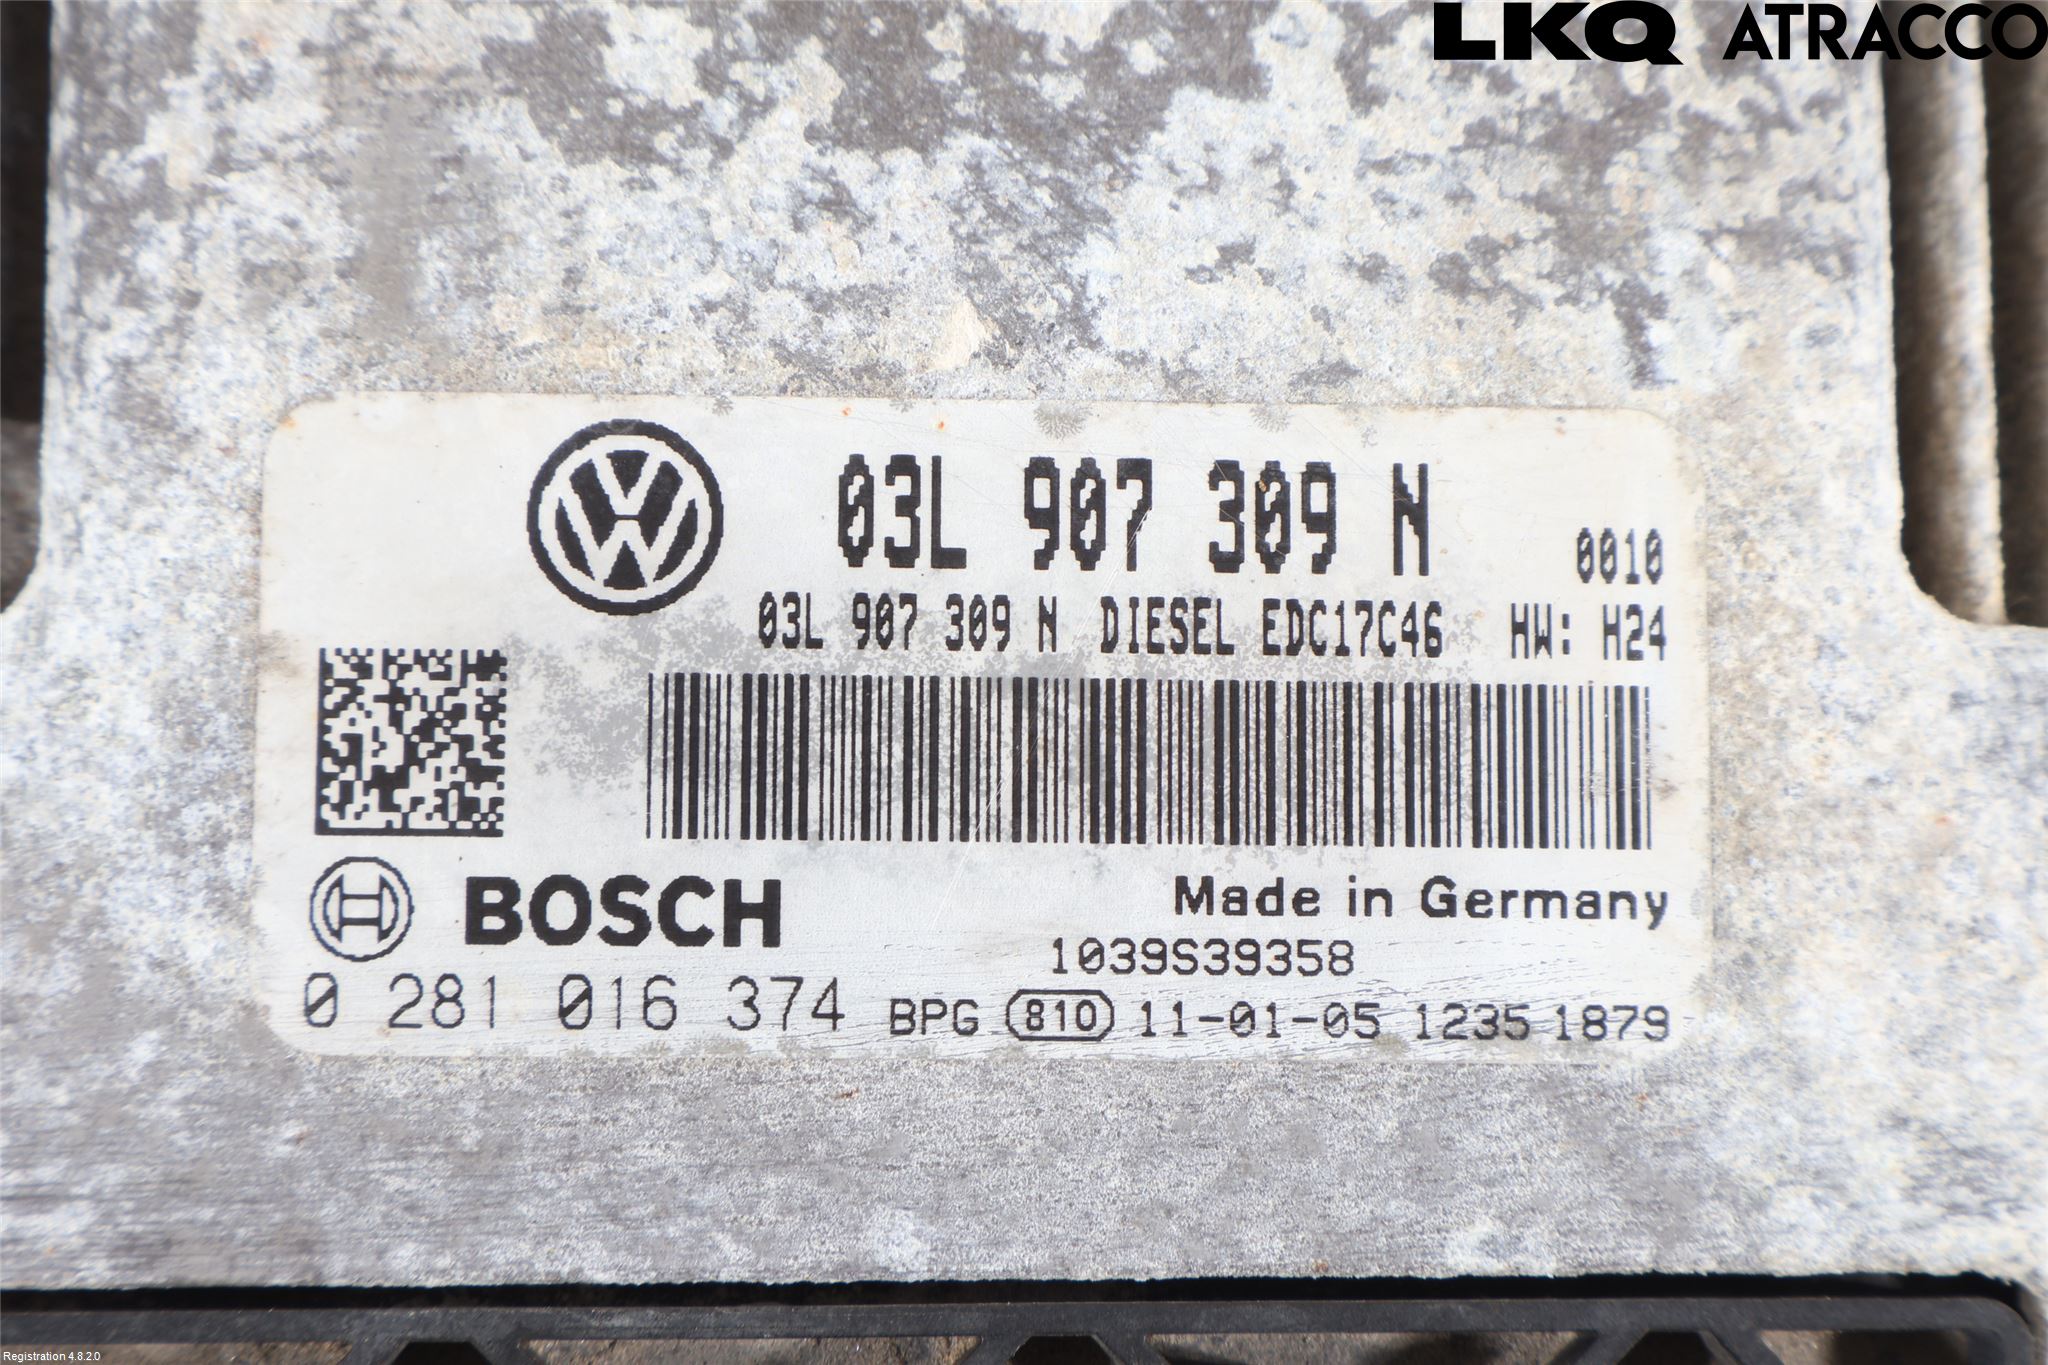 LKQ ATRACCO
03L 907 309 N
0010
03L 907 309 N DIESEL EDC17C46 HW: H24
BOSCH
Made in Germany
1039S39358
0 281 016 374 BPG 810 11-01-05 1235 1879
Registration 4.8.2.0